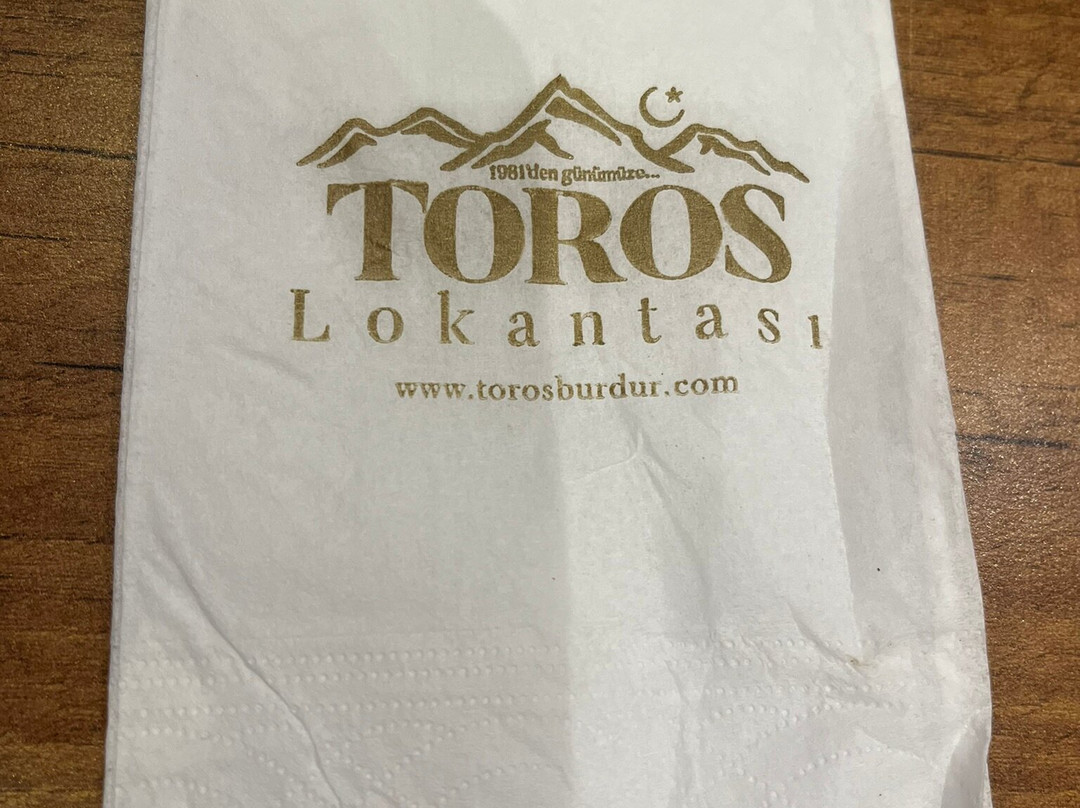 1981'den günümüze...
TOROS
Lokantası
www.torosburdur.com